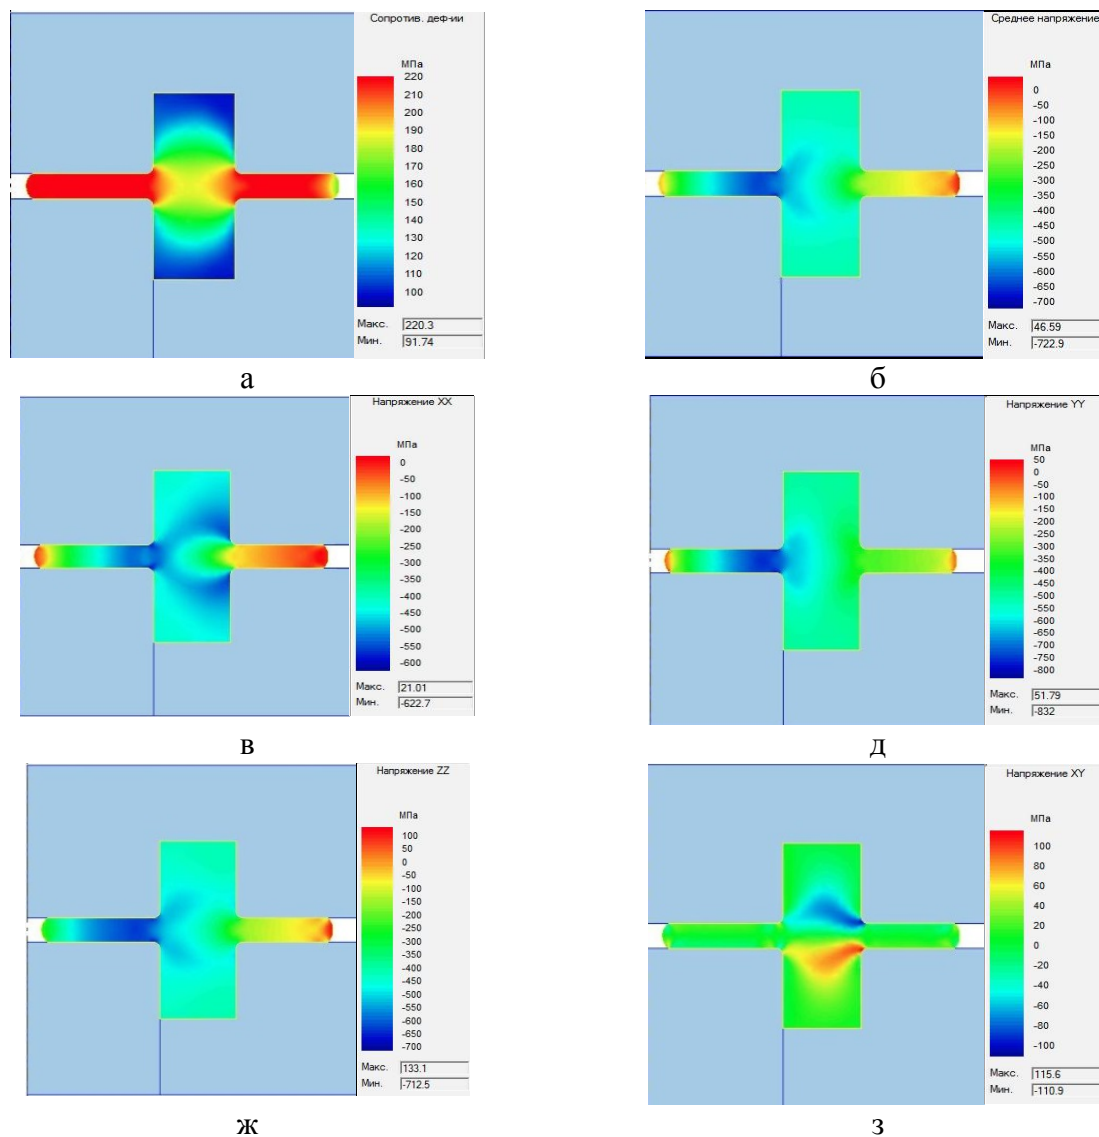 Сопротив. деф-ии
МПа
220
210
200
190
180
170
160
150
140
130
120
110
100
Макс. 220.3
Мин. 91.74
а
Среднее напряжение
МПа
0
-50
-100
-150
-200
-250
-300
-350
-400
-450
-500
-550
-600
-650
-700
Макс. 46.59
Мин. -722.9
б
Напряжение XX
МПа
0
-50
-100
-150
-200
-250
-300
-350
-400
-450
-500
-550
-600
Макс. 21.01
Мин. -622.7
в
Напряжение YY
МПа
50
0
-50
-100
-150
-200
-250
-300
-350
-400
-450
-500
-550
-600
-650
-700
-750
-800
Макс. 51.79
Мин. -832
д
Напряжение ZZ
МПа
100
50
0
-50
-100
-150
-200
-250
-300
-350
-400
-450
-500
-550
-600
-650
-700
Макс. 133.1
Мин. -712.5
ж
Напряжение XY
МПа
100
80
60
40
20
0
-20
-40
-60
-80
-100
Макс. 115.6
Мин. -110.9
з